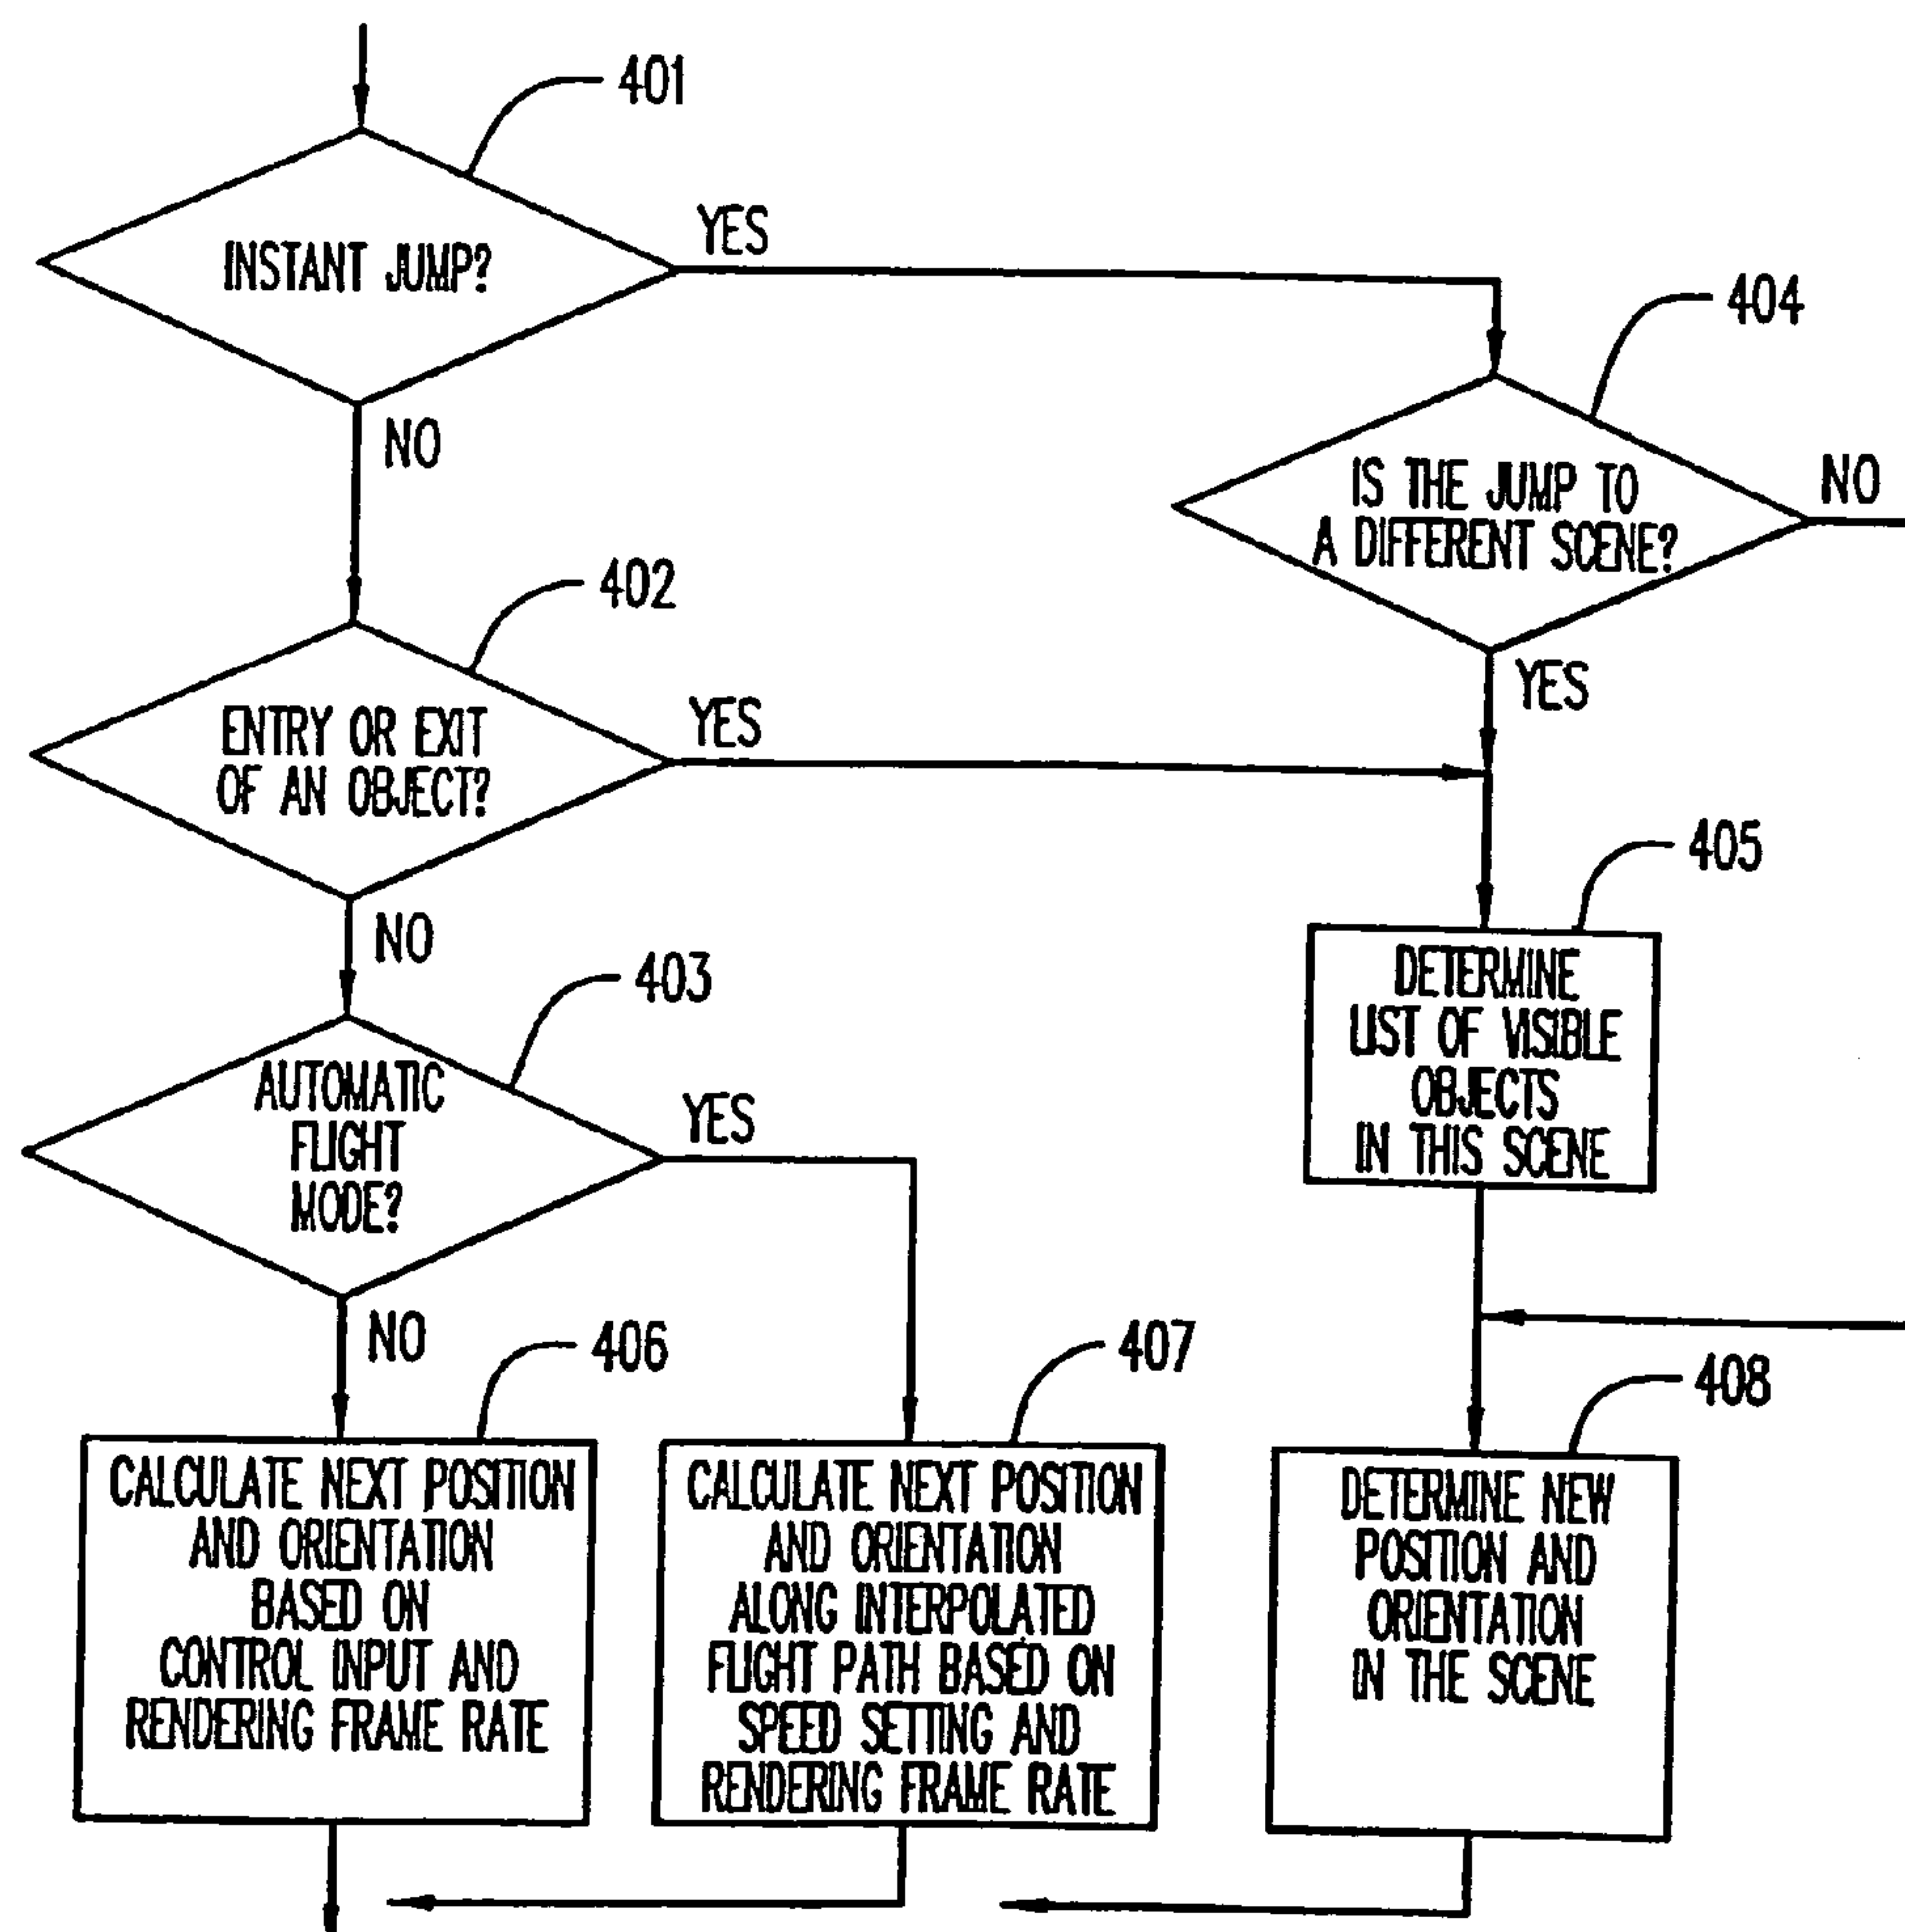 401
INSTANT JUMP?
YES
NO
404
IS THE JUMP TO
A DIFFERENT SCENE?
NO
YES
402
ENTRY OR EXIT
OF AN OBJECT?
YES
NO
405
DETERMINE
LIST OF VISIBLE
OBJECTS
IN THIS SCENE
403
AUTOMATIC
FLIGHT
MODE?
YES
NO
406
CALCULATE NEXT POSITION
AND ORIENTATION
BASED ON
CONTROL INPUT AND
RENDERING FRAME RATE
407
CALCULATE NEXT POSITION
AND ORIENTATION
ALONG INTERPOLATED
FLIGHT PATH BASED ON
SPEED SETTING AND
RENDERING FRAME RATE
408
DETERMINE NEW
POSITION AND
ORIENTATION
IN THE SCENE